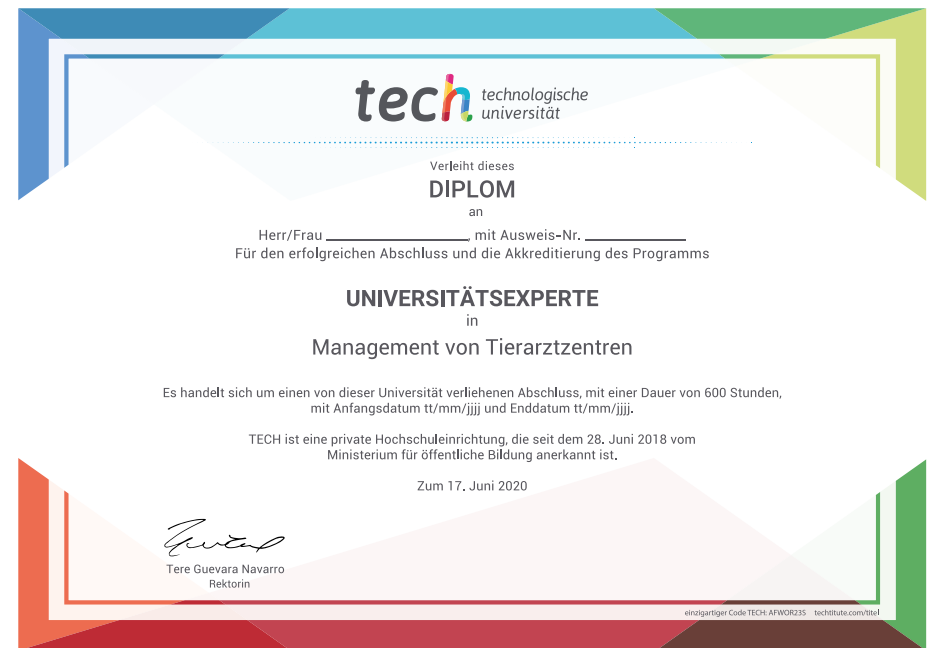 tech technologische
universität
Verleiht dieses
DIPLOM
an
Herr/Frau ____________, mit Ausweis-Nr. ____________
Für den erfolgreichen Abschluss und die Akkreditierung des Programms
UNIVERSITÄTSEXPERTE
in
Management von Tierarztzentren
Es handelt sich um einen von dieser Universität verliehenen Abschluss, mit einer Dauer von 600 Stunden,
mit Anfangsdatum tt/mm/jjjj und Enddatum tt/mm/jjjj.
TECH ist eine private Hochschuleinrichtung, die seit dem 28. Juni 2018 vom
Ministerium für öffentliche Bildung anerkannt ist.
Zum 17. Juni 2020
Tere Guevara Navarro
Rektorin
einzigartiger Code TECH: AFWOR23S techtitute.com/titel